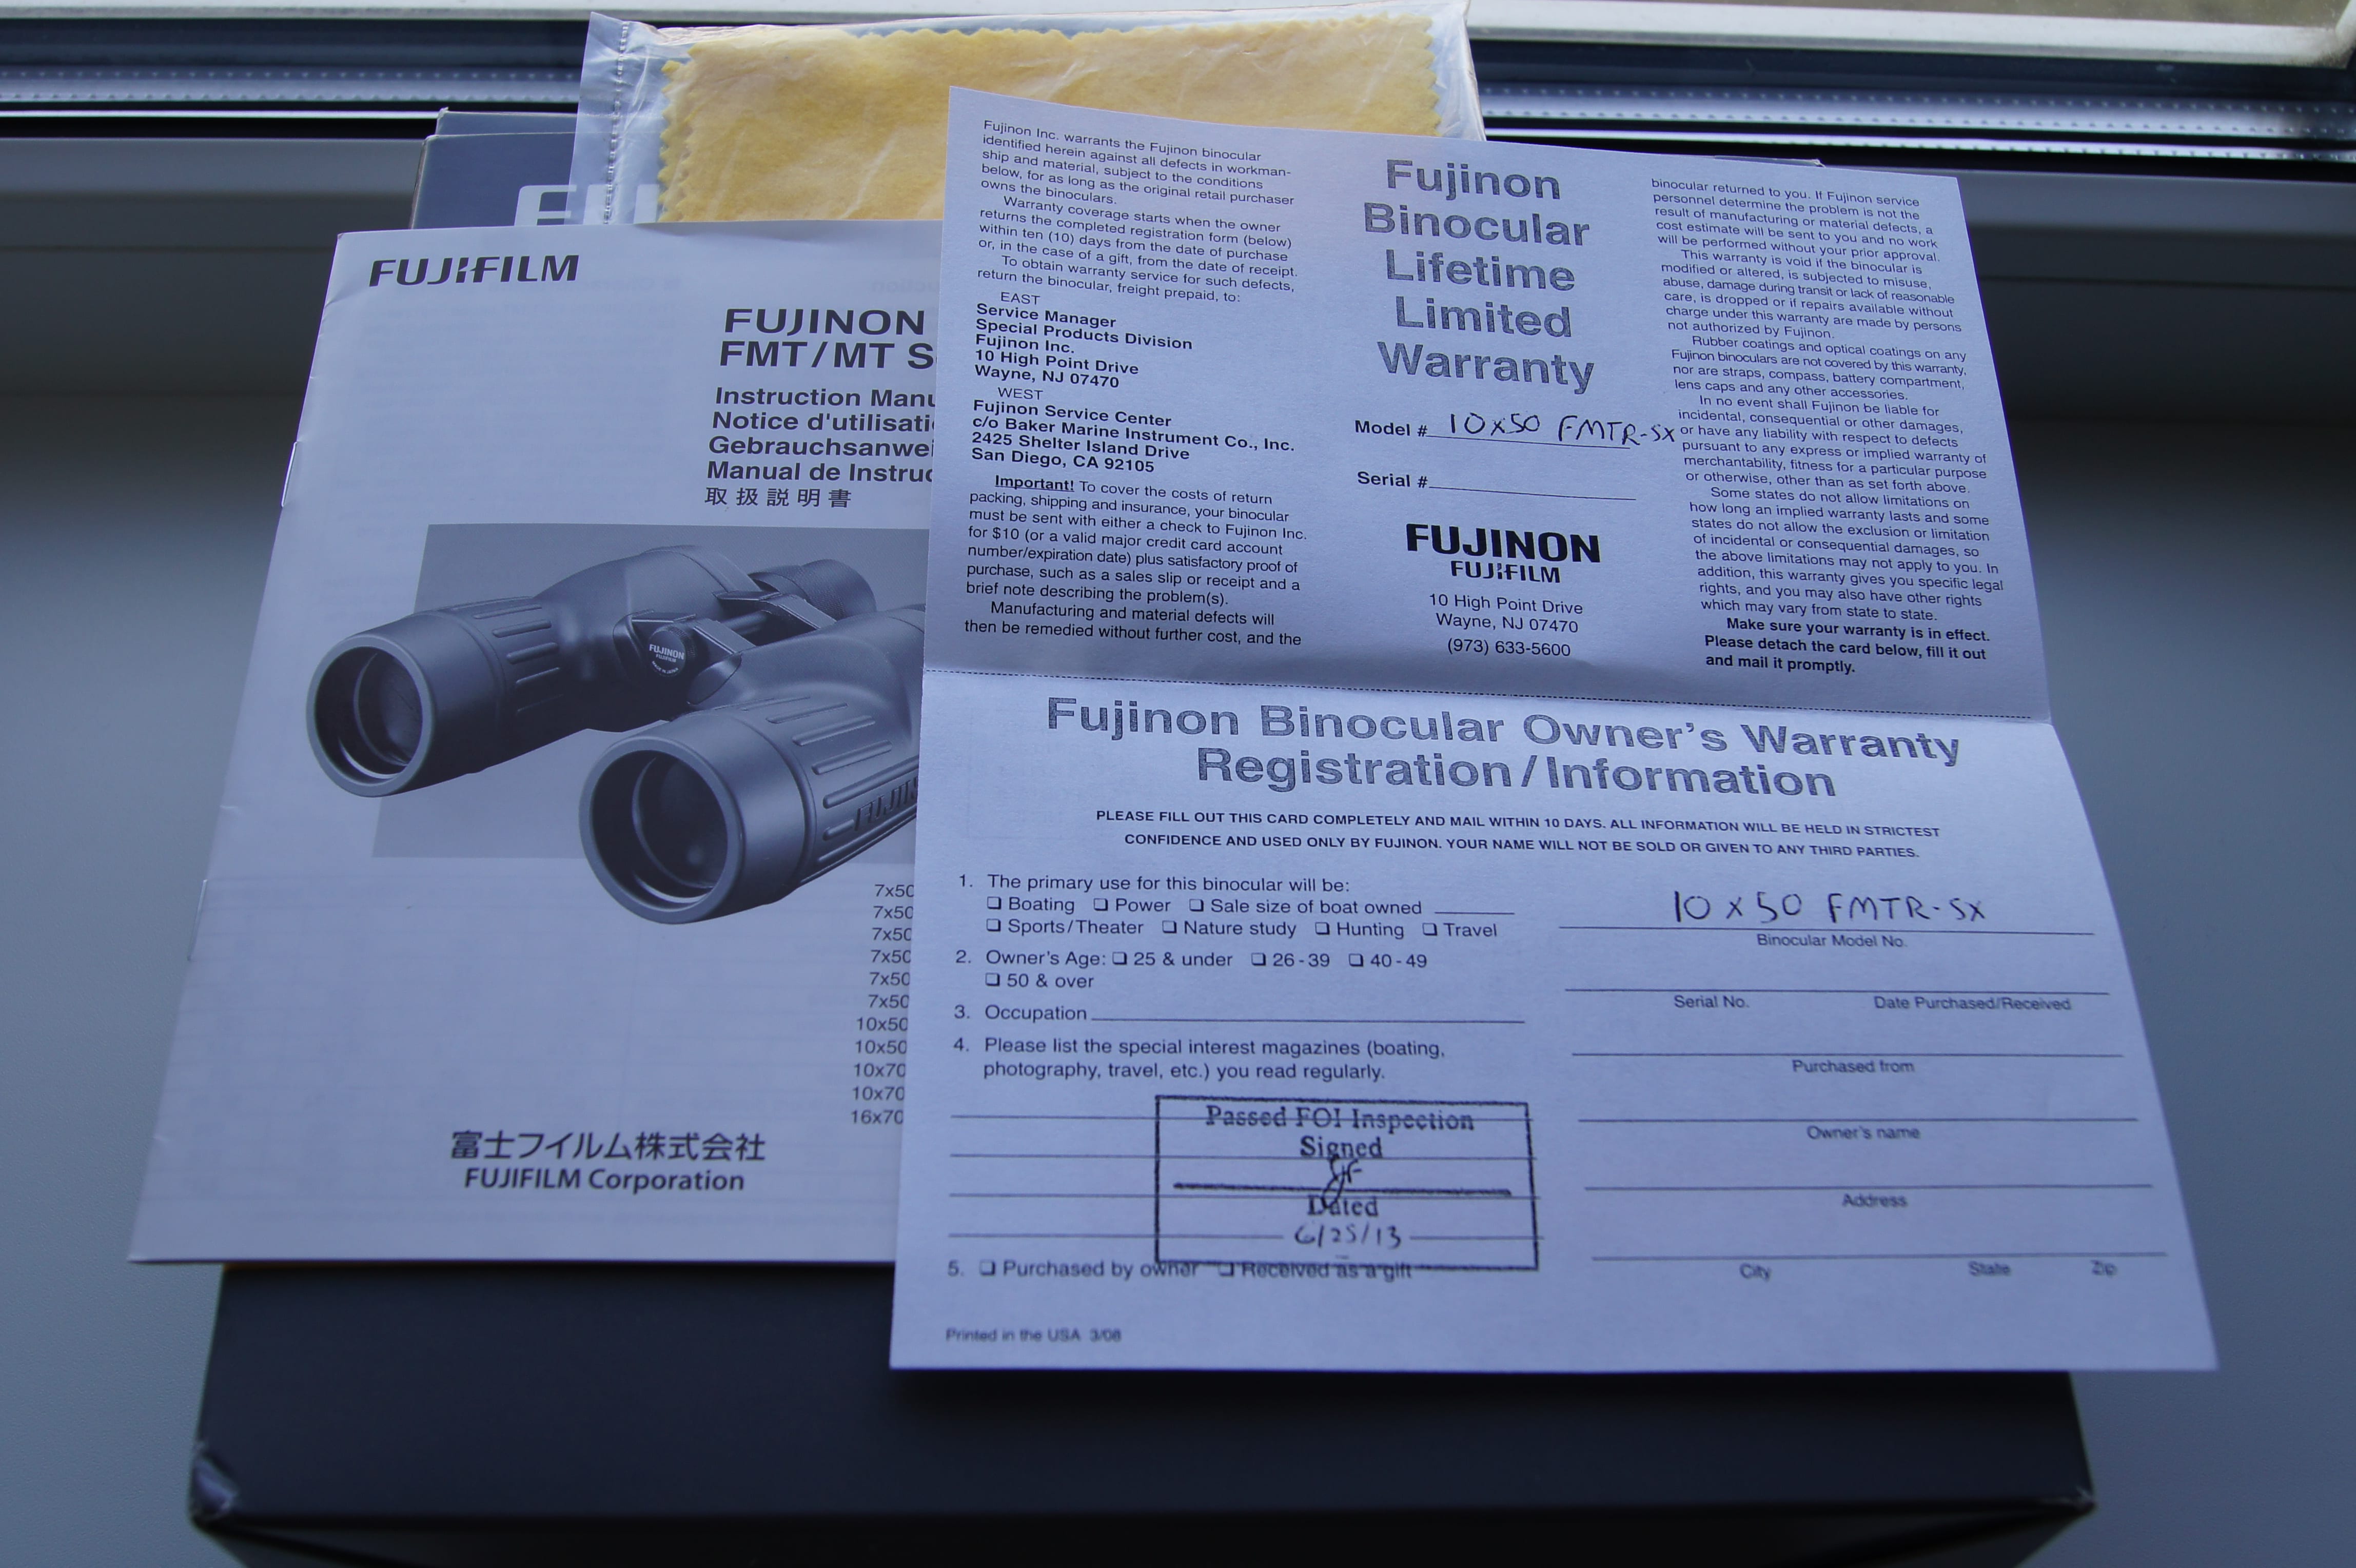 FUJIFILM
FUJINON
FMT/MT S
Instruction Manu
Notice d'utilisati
Gebrauchsanwei
Manual de Instruc
取扱説明書
FUJINON
FUJIFILM
7x50
7x50
7x50
7x50
7x50
7x50
10x50
10x50
10x70
10x70
16x70
富士フイルム株式会社
FUJIFILM Corporation
Fujinon Inc. warrants the Fujinon binocular
identified herein against all defects in workman-
ship and material, subject to the conditions
below, for as long as the original retail purchaser
owns the binoculars.
Warranty coverage starts when the owner
returns the completed registration form (below)
within ten (10) days from the date of purchase
or, in the case of a gift, from the date of receipt.
To obtain warranty service for such defects,
return the binocular, freight prepaid, to:
EAST
Service Manager
Special Products Division
Fujinon Inc.
10 High Point Drive
Wayne, NJ 07470
WEST
Fujinon Service Center
c/o Baker Marine Instrument Co., Inc.
2425 Shelter Island Drive
San Diego, CA 92105
Important! To cover the costs of return
packing, shipping and insurance, your binocular
must be sent with either a check to Fujinon Inc.
for $10 (or a valid major credit card account
number/expiration date) plus satisfactory proof of
purchase, such as a sales slip or receipt and a
brief note describing the problem(s).
Manufacturing and material defects will
then be remedied without further cost, and the
Fujinon
Binocular
Lifetime
Limited
Warranty
Model # 10x50 FMTR-SX
Serial #
FUJINON
FUJIFILM
10 High Point Drive
Wayne, NJ 07470
(973) 633-5600
binocular returned to you. If Fujinon service
personnel determine the problem is not the
result of manufacturing or material defects, a
cost estimate will be sent to you and no work
will be performed without your prior approval.
This warranty is void if the binocular is
modified or altered, is subjected to misuse,
abuse, damage during transit or lack of reasonable
care, is dropped or if repairs available without
charge under this warranty are made by persons
not authorized by Fujinon.
Rubber coatings and optical coatings on any
Fujinon binoculars are not covered by this warranty,
nor are straps, compass, battery compartment,
lens caps and any other accessories.
In no event shall Fujinon be liable for
incidental, consequential or other damages,
or have any liability with respect to defects
pursuant to any express or implied warranty of
merchantability, fitness for a particular purpose
or otherwise, other than as set forth above.
Some states do not allow limitations on
how long an implied warranty lasts and some
states do not allow the exclusion or limitation
of incidental or consequential damages, so
the above limitations may not apply to you. In
addition, this warranty gives you specific legal
rights, and you may also have other rights
which may vary from state to state.
Make sure your warranty is in effect.
Please detach the card below, fill it out
and mail it promptly.
Fujinon Binocular Owner's Warranty
Registration/Information
PLEASE FILL OUT THIS CARD COMPLETELY AND MAIL WITHIN 10 DAYS. ALL INFORMATION WILL BE HELD IN STRICTEST
CONFIDENCE AND USED ONLY BY FUJINON. YOUR NAME WILL NOT BE SOLD OR GIVEN TO ANY THIRD PARTIES.
1. The primary use for this binocular will be:
❏ Boating ❏ Power ❏ Sale size of boat owned
❏ Sports/Theater ❏ Nature study ❏ Hunting ❏ Travel
2. Owner's Age: ❏ 25 & under ❏ 26-39 ❏ 40-49
❏ 50 & over
3. Occupation
4. Please list the special interest magazines (boating,
photography, travel, etc.) you read regularly.
Passed FOI Inspection
Signed
Dated
6/25/13
5. ❏ Purchased by owner ❏ Received as a gift
Printed in the USA 3/08
10 x 50 FMTR-SX
Binocular Model No.
Serial No. Date Purchased/Received
Purchased from
Owner's name
Address
City State Zip